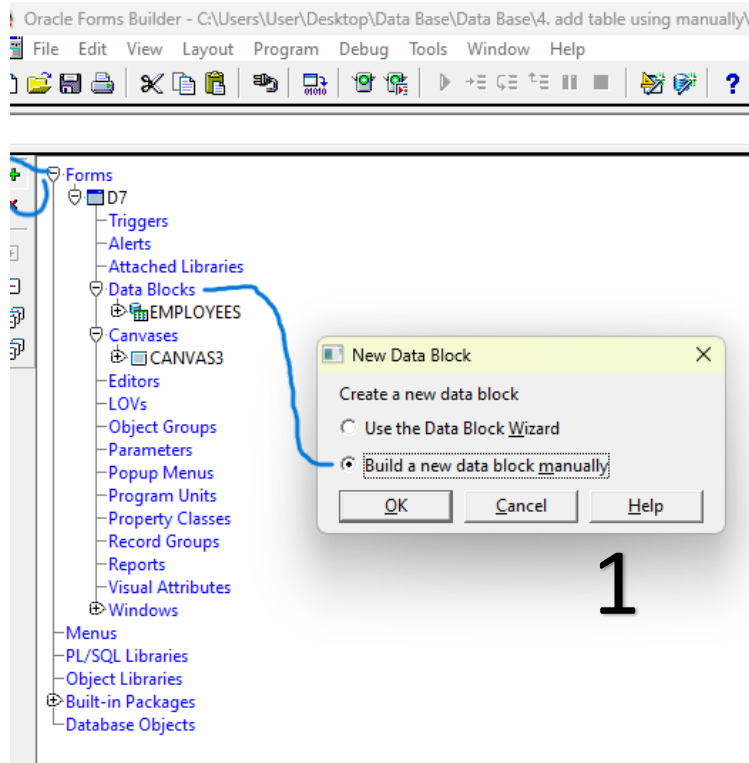 Oracle Forms Builder - C:\Users\User\Desktop\Data Base\Data Base\4. add table using manually\
File Edit View Layout Program Debug Tools Window Help
Forms
D7
Triggers
Alerts
Attached Libraries
Data Blocks
EMPLOYEES
Canvases
CANVAS3
Editors
LOVs
Object Groups
Parameters
Popup Menus
Program Units
Property Classes
Record Groups
Reports
Visual Attributes
Windows
Menus
PL/SQL Libraries
Object Libraries
Built-in Packages
Database Objects
New Data Block
Create a new data block
Use the Data Block Wizard
Build a new data block manually
OK Cancel Help
1